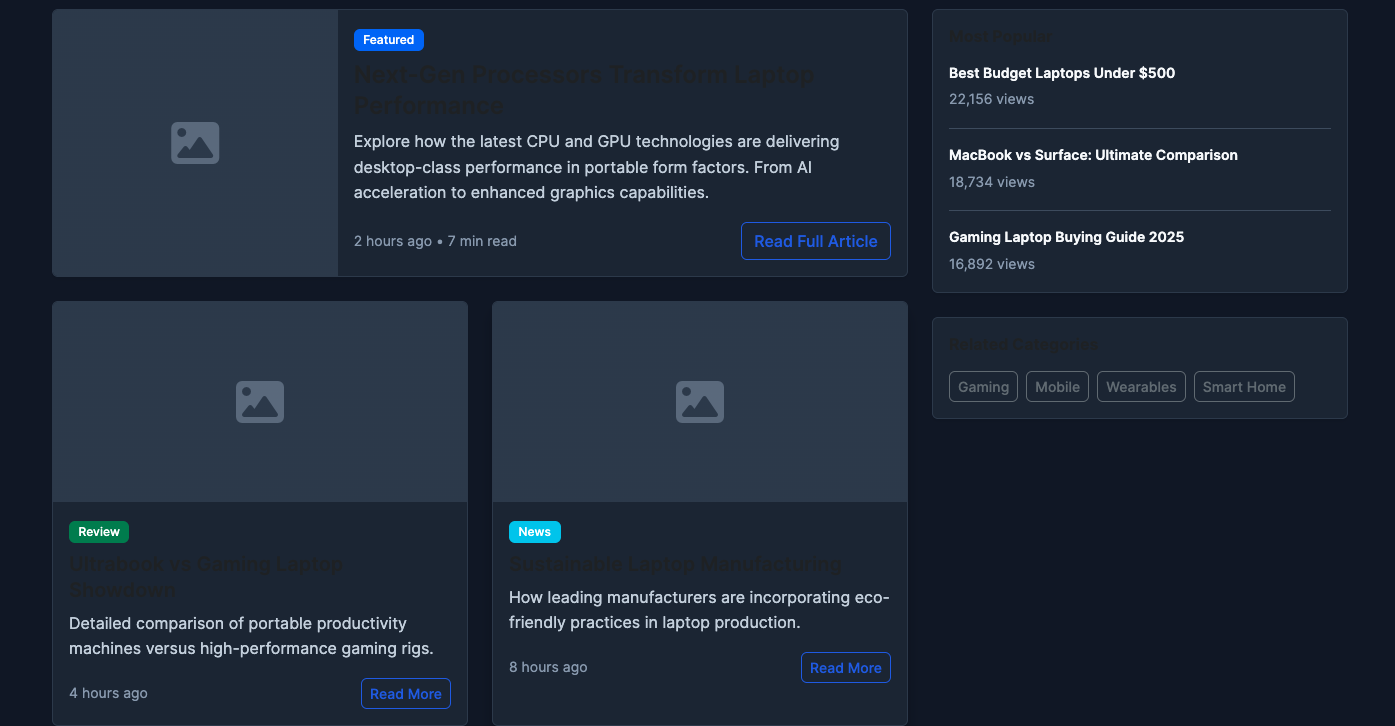 Featured
Next-Gen Processors Transform Laptop
Performance
Explore how the latest CPU and GPU technologies are delivering
desktop-class performance in portable form factors. From AI
acceleration to enhanced graphics capabilities.
2 hours ago • 7 min read
Read Full Article
Review
Ultrabook vs Gaming Laptop
Showdown
Detailed comparison of portable productivity
machines versus high-performance gaming rigs.
4 hours ago
Read More
News
Sustainable Laptop Manufacturing
How leading manufacturers are incorporating eco-
friendly practices in laptop production.
8 hours ago
Read More
Most Popular
Best Budget Laptops Under $500
22,156 views
MacBook vs Surface: Ultimate Comparison
18,734 views
Gaming Laptop Buying Guide 2025
16,892 views
Related Categories
Gaming
Mobile
Wearables
Smart Home